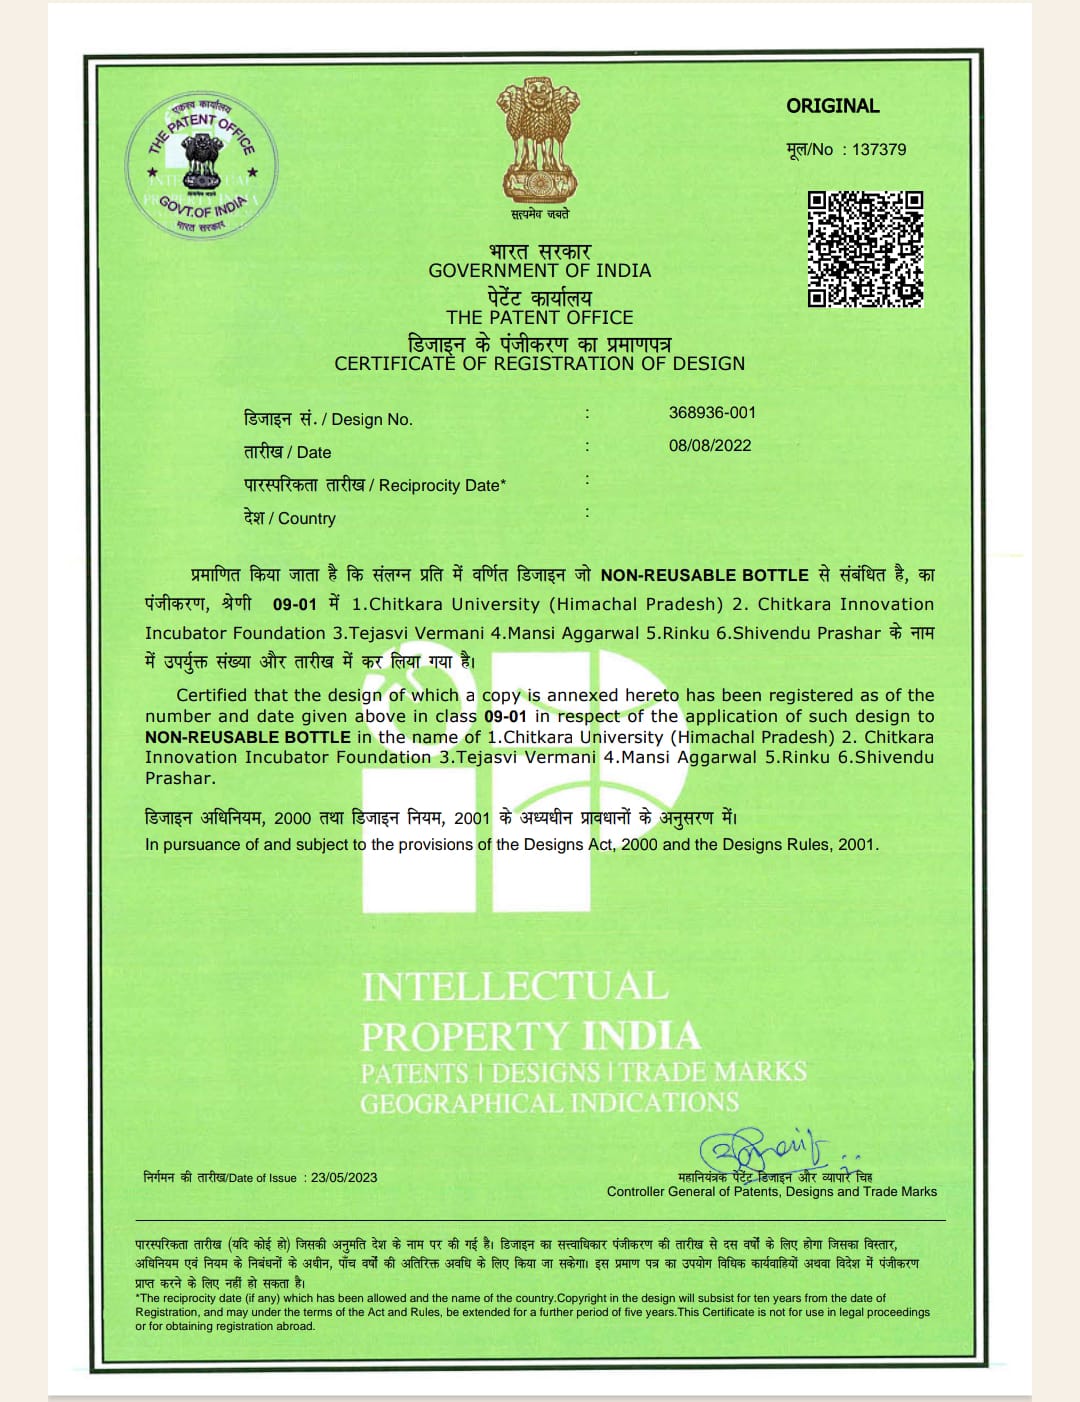 एकस्व कार्यालय
THE PATENT OFFICE
GOVT.OF INDIA
भारत सरकार
सत्यमेव जयते
ORIGINAL
मूल/No : 137379
भारत सरकार
GOVERNMENT OF INDIA
पेटेंट कार्यालय
THE PATENT OFFICE
डिजाइन के पंजीकरण का प्रमाणपत्र
CERTIFICATE OF REGISTRATION OF DESIGN
डिजाइन सं. / Design No. : 368936-001
तारीख / Date : 08/08/2022
पारस्परिकता तारीख / Reciprocity Date* :
देश / Country :
प्रमाणित किया जाता है कि संलग्न प्रति में वर्णित डिजाइन जो NON-REUSABLE BOTTLE से संबंधित है, का
पंजीकरण, श्रेणी 09-01 में 1.Chitkara University (Himachal Pradesh) 2. Chitkara Innovation
Incubator Foundation 3.Tejasvi Vermani 4.Mansi Aggarwal 5.Rinku 6.Shivendu Prashar के नाम
में उपर्युक्त संख्या और तारीख में कर लिया गया है।
Certified that the design of which a copy is annexed hereto has been registered as of the
number and date given above in class 09-01 in respect of the application of such design to
NON-REUSABLE BOTTLE in the name of 1.Chitkara University (Himachal Pradesh) 2. Chitkara
Innovation Incubator Foundation 3.Tejasvi Vermani 4.Mansi Aggarwal 5.Rinku 6.Shivendu
Prashar.
डिजाइन अधिनियम, 2000 तथा डिजाइन नियम, 2001 के अध्यधीन प्रावधानों के अनुसरण में।
In pursuance of and subject to the provisions of the Designs Act, 2000 and the Designs Rules, 2001.
INTELLECTUAL
PROPERTY INDIA
PATENTS | DESIGNS | TRADE MARKS
GEOGRAPHICAL INDICATIONS
निर्गमन की तारीख/Date of Issue : 23/05/2023
महानियंत्रक पेटेंट, डिजाइन और व्यापार चिह्न
Controller General of Patents, Designs and Trade Marks
पारस्परिकता तारीख (यदि कोई हो) जिसकी अनुमति देश के नाम पर की गई है। डिजाइन का सत्त्वाधिकार पंजीकरण की तारीख से दस वर्षों के लिए होगा जिसका विस्तार,
अधिनियम एवं नियम के निबंधनों के अधीन, पाँच वर्षों की अतिरिक्त अवधि के लिए किया जा सकेगा। इस प्रमाण पत्र का उपयोग विधिक कार्यवाहियों अथवा विदेश में पंजीकरण
प्राप्त करने के लिए नहीं हो सकता है।
*The reciprocity date (if any) which has been allowed and the name of the country.Copyright in the design will subsist for ten years from the date of
Registration, and may under the terms of the Act and Rules, be extended for a further period of five years.This Certificate is not for use in legal proceedings
or for obtaining registration abroad.